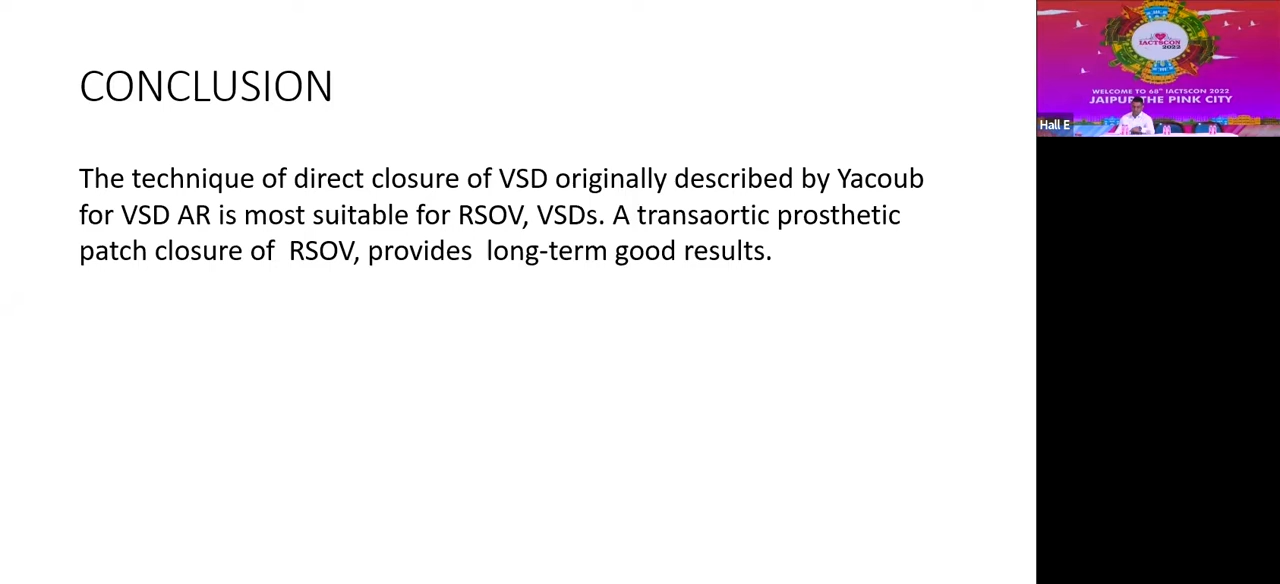 CONCLUSION
The technique of direct closure of VSD originally described by Yacoub
for VSD AR is most suitable for RSOV, VSDs. A transaortic prosthetic
patch closure of  RSOV, provides  long-term good results.
IACTSCON
2022
WELCOME TO 68th IACTSCON 2022
JAIPUR THE PINK CITY
Hall E